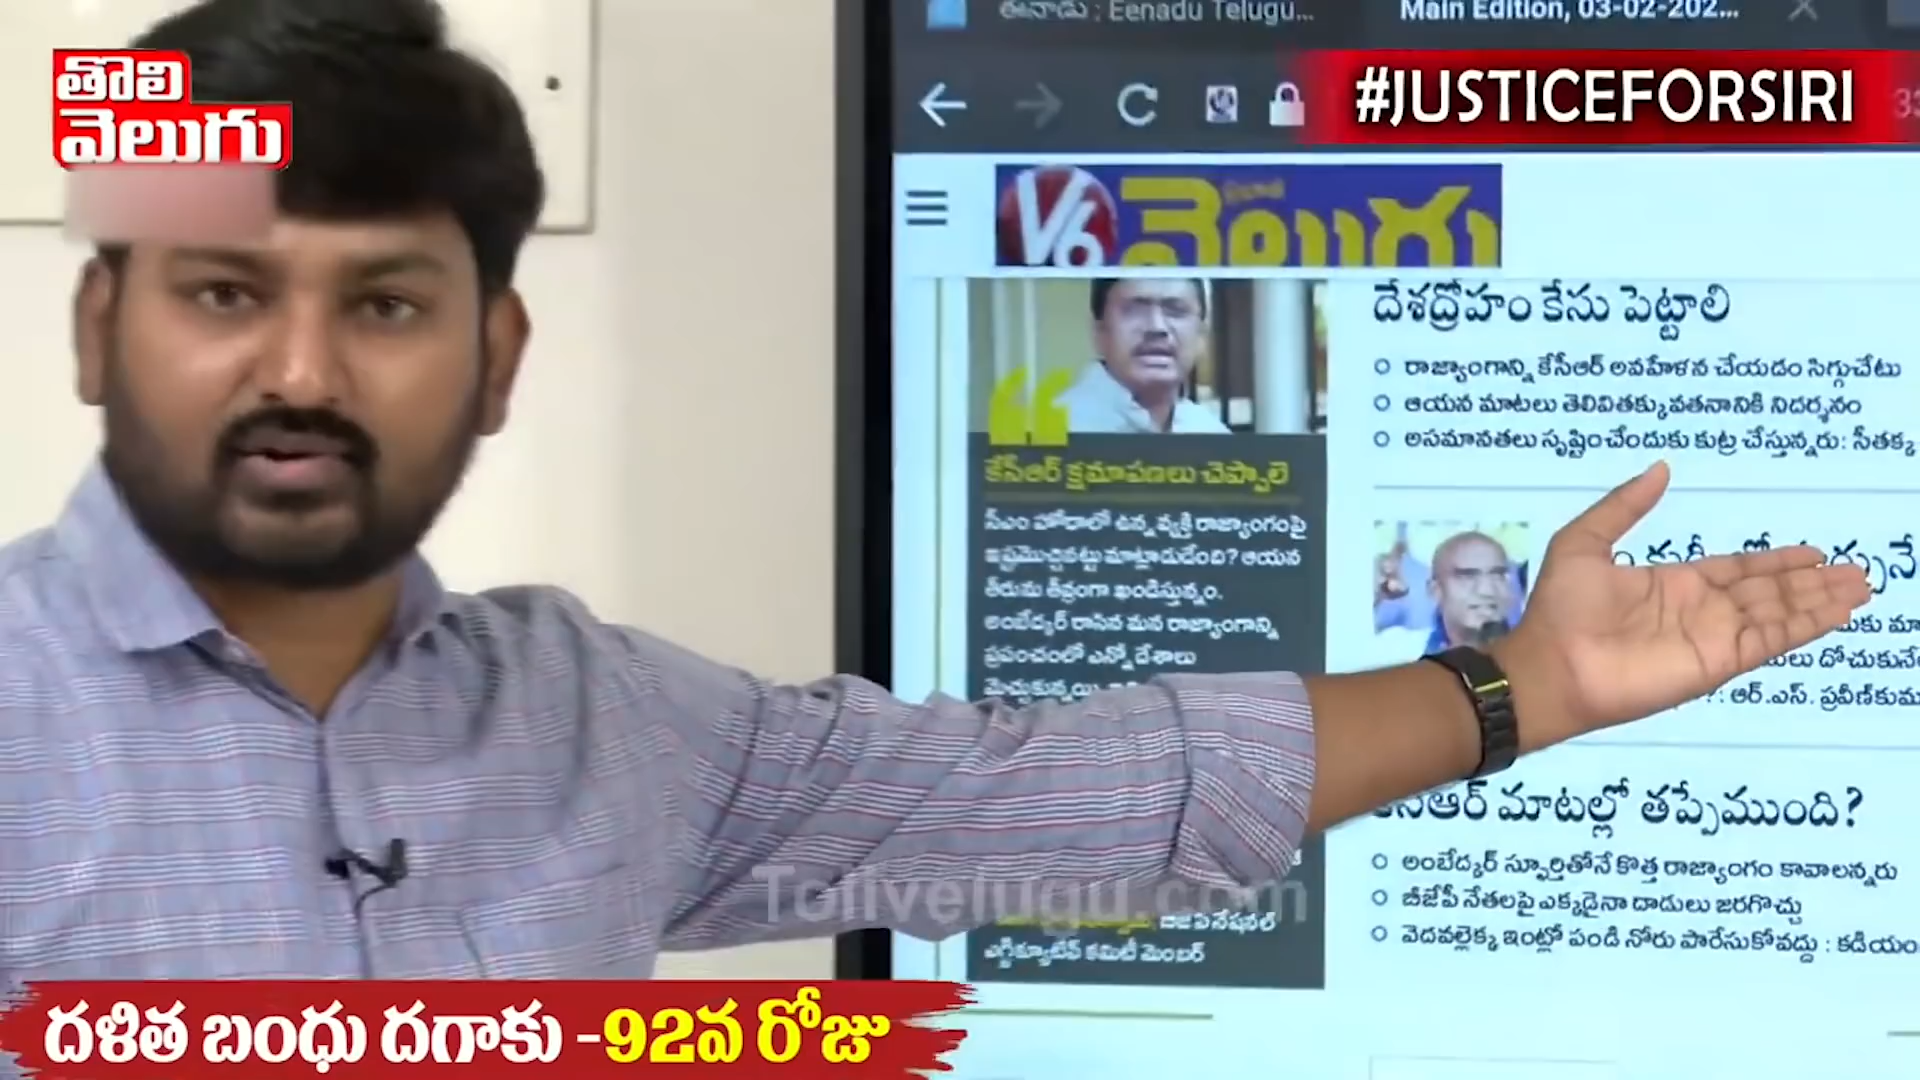 ఈనాడు : Eenadu Telugu...
Main Edition, 03-02-202...
తొలి
వెలుగు
#JUSTICEFORSIRI
V6 వెలుగు
దేశద్రోహం కేసు పెట్టాలి
రాజ్యాంగాన్ని కేసీఆర్ అవహేళన చేయడం సిగ్గుచేటు
ఆయన మాటలు తెలివితక్కువతనానికి నిదర్శనం
అసమానతలు సృష్టించేందుకు కుట్ర చేస్తున్నరు: సీతక్క
కేసీఆర్ క్షమాపణలు చెప్పాలె
సీఎం హోదాలో ఉన్న వ్యక్తి రాజ్యాంగంపై
ఇష్టమొచ్చినట్టు మాట్లాడుడేంది? ఆయన
తీరును తీవ్రంగా ఖండిస్తున్నం.
అంబేద్కర్ రాసిన మన రాజ్యాంగాన్ని
ప్రపంచంలో ఎన్నో దేశాలు
మెచ్చుకున్నయి.
బీజేపీ నేషనల్
ఎగ్జిక్యూటివ్ కమిటీ మెంబర్
దోచుకునే
: ఆర్.ఎస్. ప్రవీణ్‌కుమా
కేసీఆర్ మాటల్లో తప్పేముంది?
అంబేద్కర్ స్ఫూర్తితోనే కొత్త రాజ్యాంగం కావాలన్నరు
బీజేపీ నేతలపై ఎక్కడైనా దాడులు జరగొచ్చు
వెదవల్లెక్క ఇంట్లో పండి నోరు పారేసుకోవద్దు : కడియం
Tolivelugu.com
దళిత బంధు దగాకు -92వ రోజు